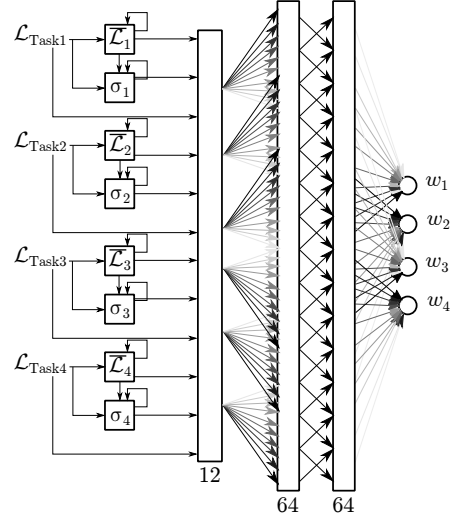 ℒTask1 ℒ̅1
σ1
ℒTask2 ℒ̅2
σ2
ℒTask3 ℒ̅3
σ3
ℒTask4 ℒ̅4
σ4
w1
w2
w3
w4
12
64 64